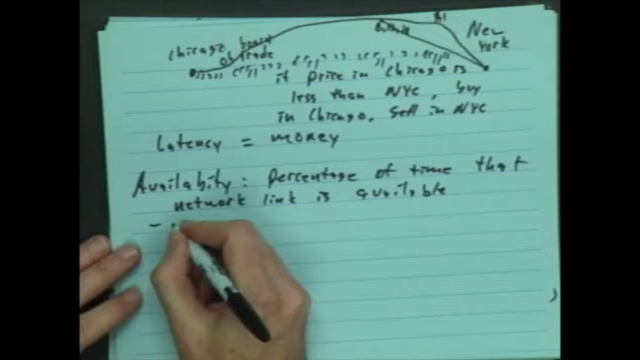 New
York
Chicago board
of trade
if price in Chicago is
less than NYC, buy
in Chicago, sell in NYC
Latency = money
Availability: Percentage of time that
network link is available
-